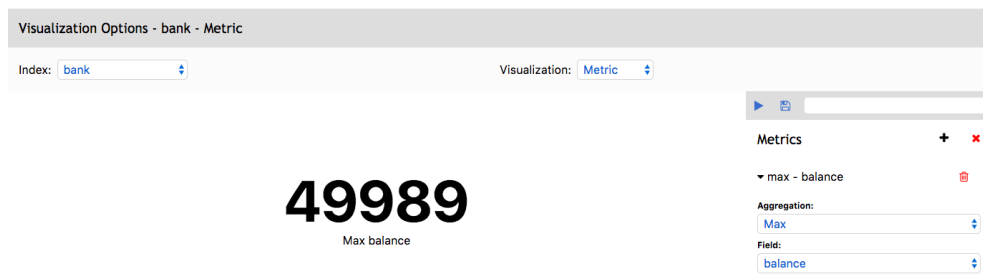 Visualization Options - bank - Metric
Index: bank
Visualization: Metric
Metrics
max - balance
Aggregation:
Max
Field:
balance
49989
Max balance